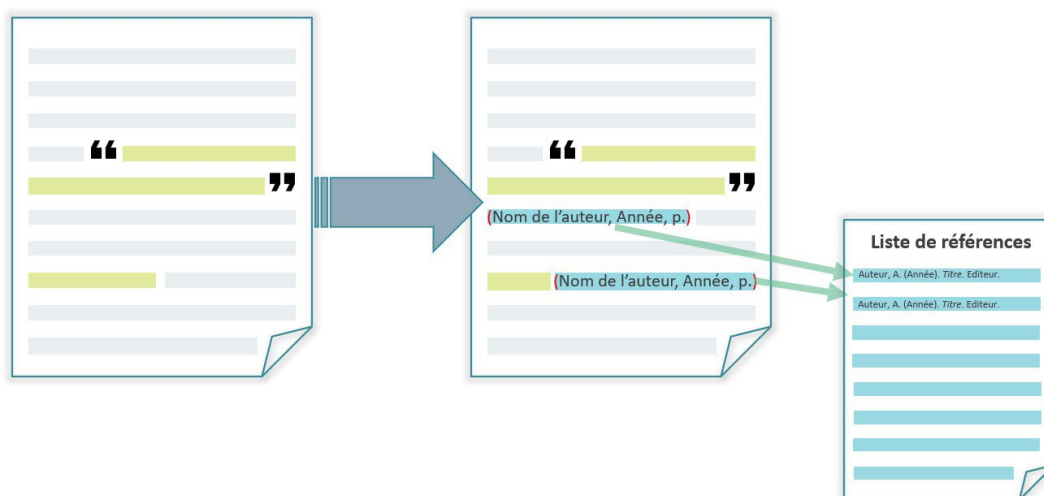 “
”
“
”
(Nom de l'auteur, Année, p.)
(Nom de l'auteur, Année, p.)
Liste de références
Auteur, A. (Année). Titre. Editeur.
Auteur, A. (Année). Titre. Editeur.